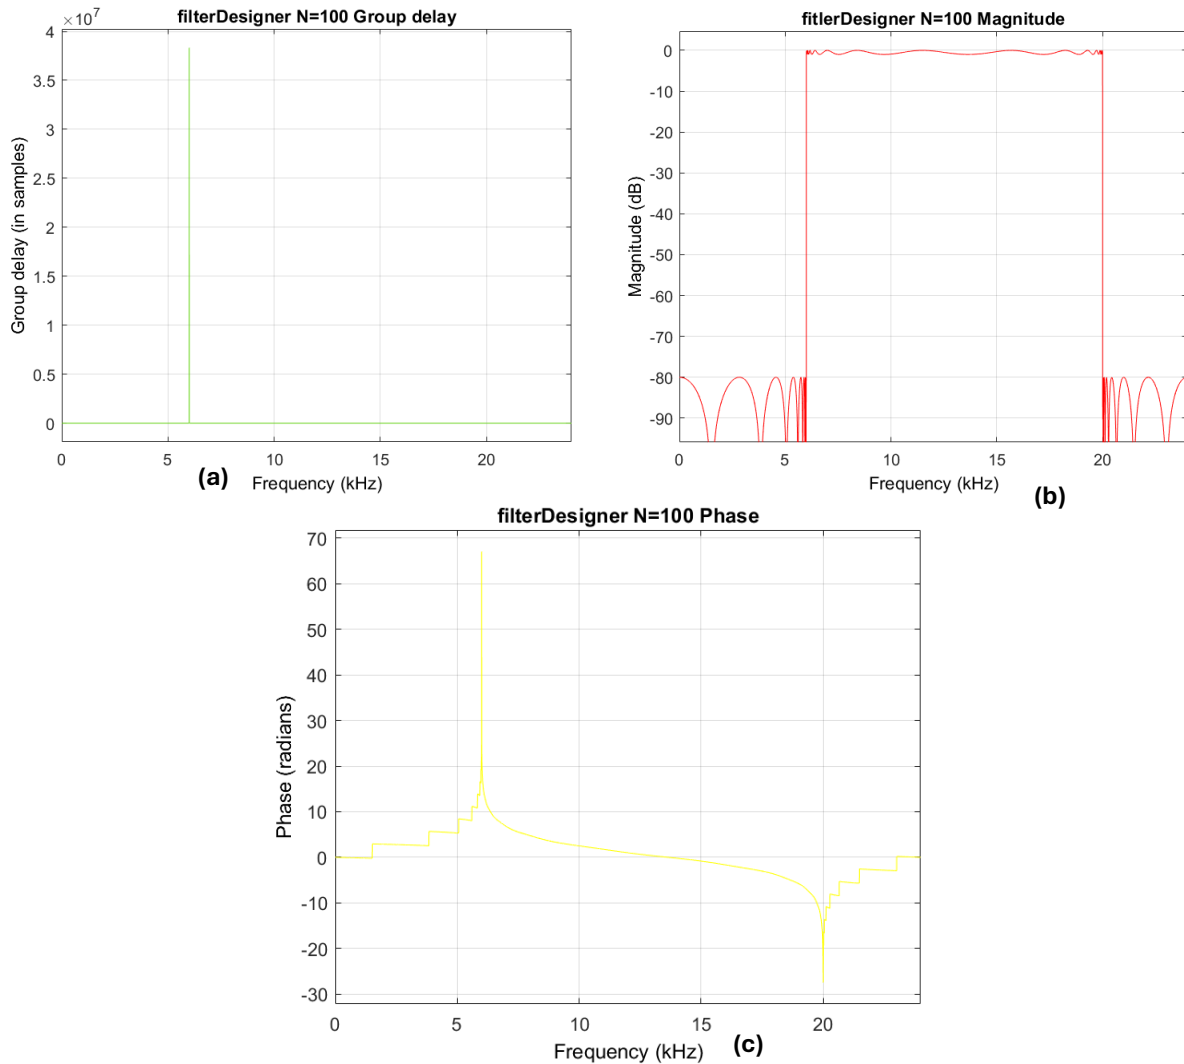 filterDesigner N=100 Group delay
×10^7
4
3.5
3
2.5
2
1.5
1
0.5
0
Group delay (in samples)
0 5 10 15 20
(a)
Frequency (kHz)
fitlerDesigner N=100 Magnitude
0
-10
-20
-30
-40
-50
-60
-70
-80
-90
Magnitude (dB)
0 5 10 15 20
Frequency (kHz)
(b)
filterDesigner N=100 Phase
70
60
50
40
30
20
10
0
-10
-20
-30
Phase (radians)
0 5 10 15 20
Frequency (kHz)
(c)